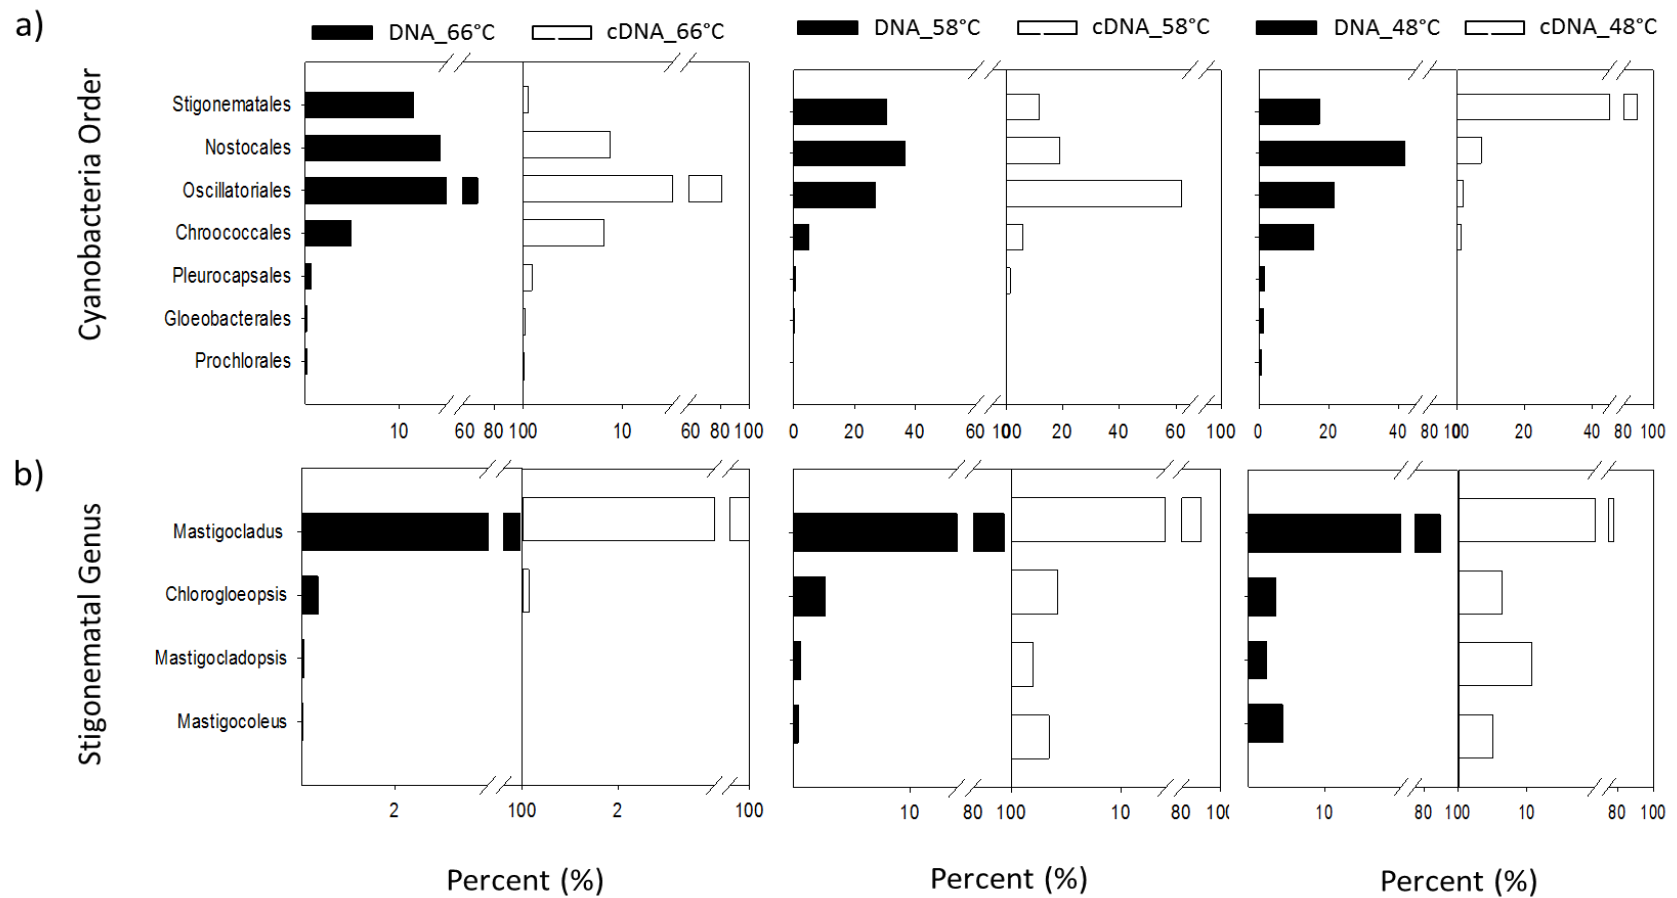 a)
DNA_66°C cDNA_66°C DNA_58°C cDNA_58°C DNA_48°C cDNA_48°C
Cyanobacteria Order
Stigonematales
Nostocales
Oscillatoriales
Chroococcales
Pleurocapsales
Gloeobacterales
Prochlorales
10 60 80 100 10 60 80 100 0 20 40 60 100 20 40 60 100 0 20 40 80 100 20 40 80 100
b)
Stigonematal Genus
Mastigocladus
Chlorogloeopsis
Mastigocladopsis
Mastigocoleus
2 100 2 100 10 80 100 10 80 100 10 80 100 10 80 100
Percent (%) Percent (%) Percent (%)